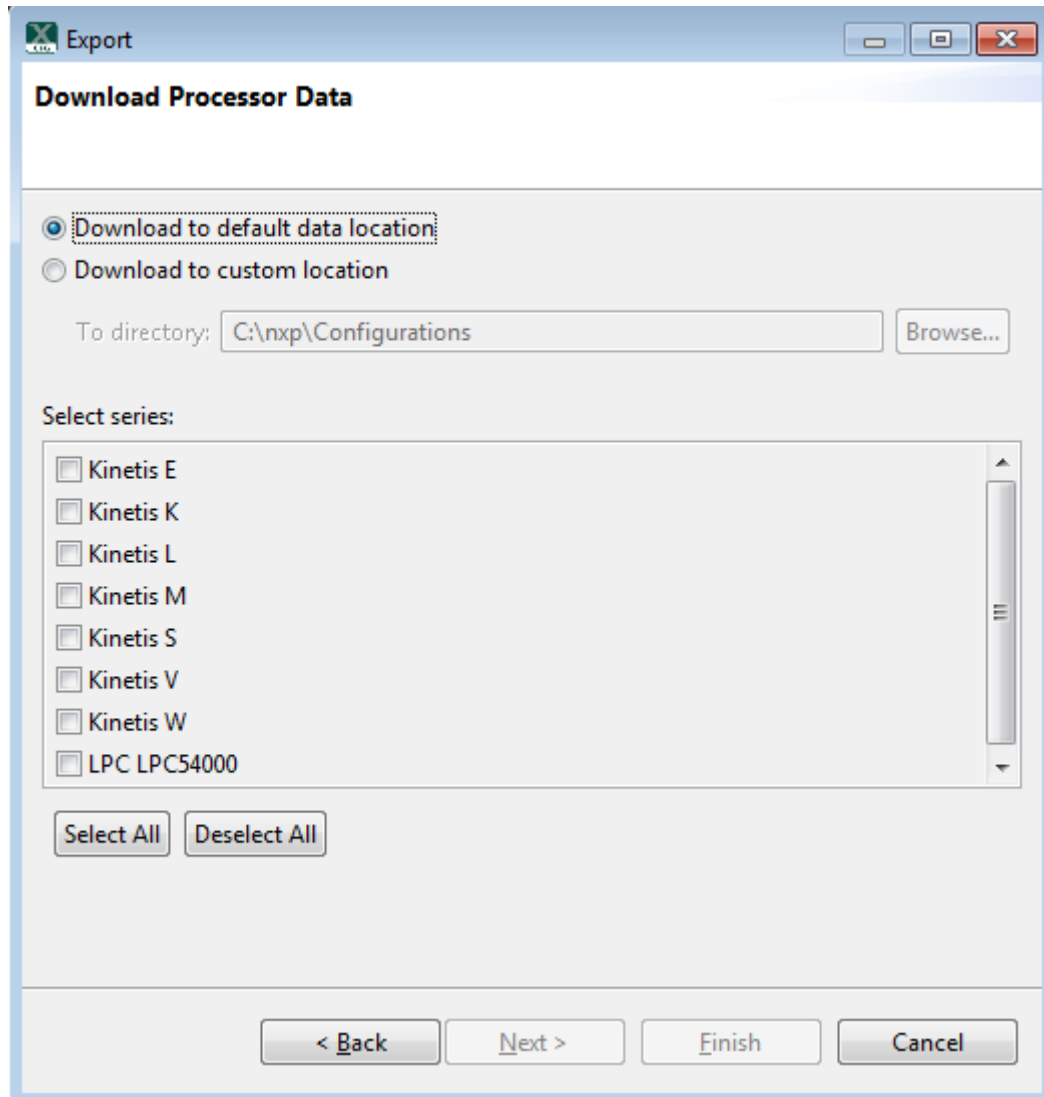 Export
Download Processor Data
Download to default data location
Download to custom location
To directory: C:\nxp\Configurations Browse...
Select series:
Kinetis E
Kinetis K
Kinetis L
Kinetis M
Kinetis S
Kinetis V
Kinetis W
LPC LPC54000
Select All Deselect All
< Back Next > Finish Cancel